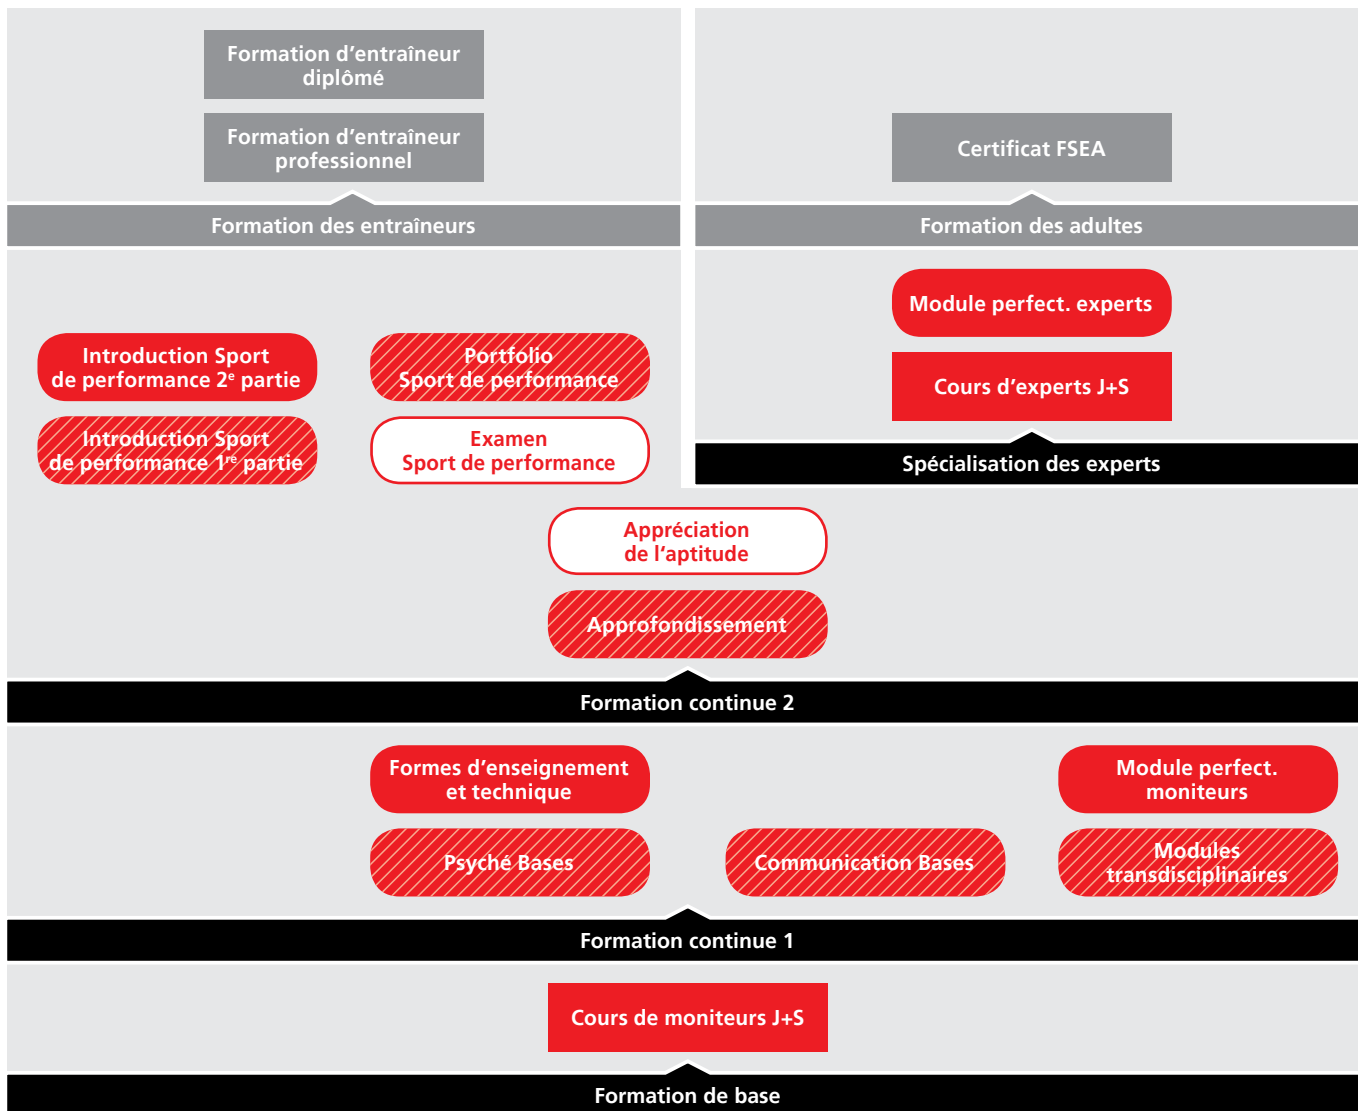 Formation d’entraîneur
diplômé
Formation d’entraîneur
professionnel
Certificat FSEA
Formation des entraîneurs
Formation des adultes
Module perfect. experts
Introduction Sport
de performance 2e partie
Portfolio
Sport de performance
Cours d’experts J+S
Introduction Sport
de performance 1re partie
Examen
Sport de performance
Spécialisation des experts
Appréciation
de l‘aptitude
Approfondissement
Formation continue 2
Formes d’enseignement
et technique
Module perfect.
moniteurs
Psyché Bases
Communication Bases
Modules
transdisciplinaires
Formation continue 1
Cours de moniteurs J+S
Formation de base